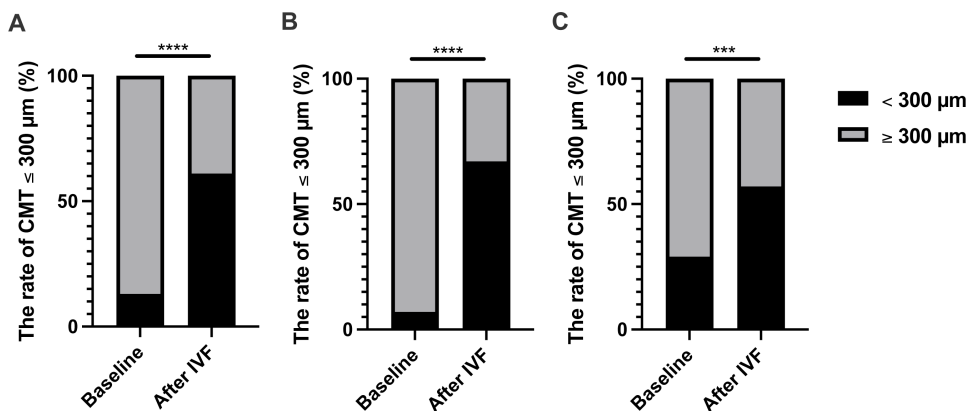 A
B
C
****
****
***
The rate of CMT ≤ 300 µm (%)
100
50
0
Baseline
After IVF
The rate of CMT ≤ 300 µm (%)
100
50
0
Baseline
After IVF
The rate of CMT ≤ 300 µm (%)
100
50
0
Baseline
After IVF
< 300 µm
≥ 300 µm